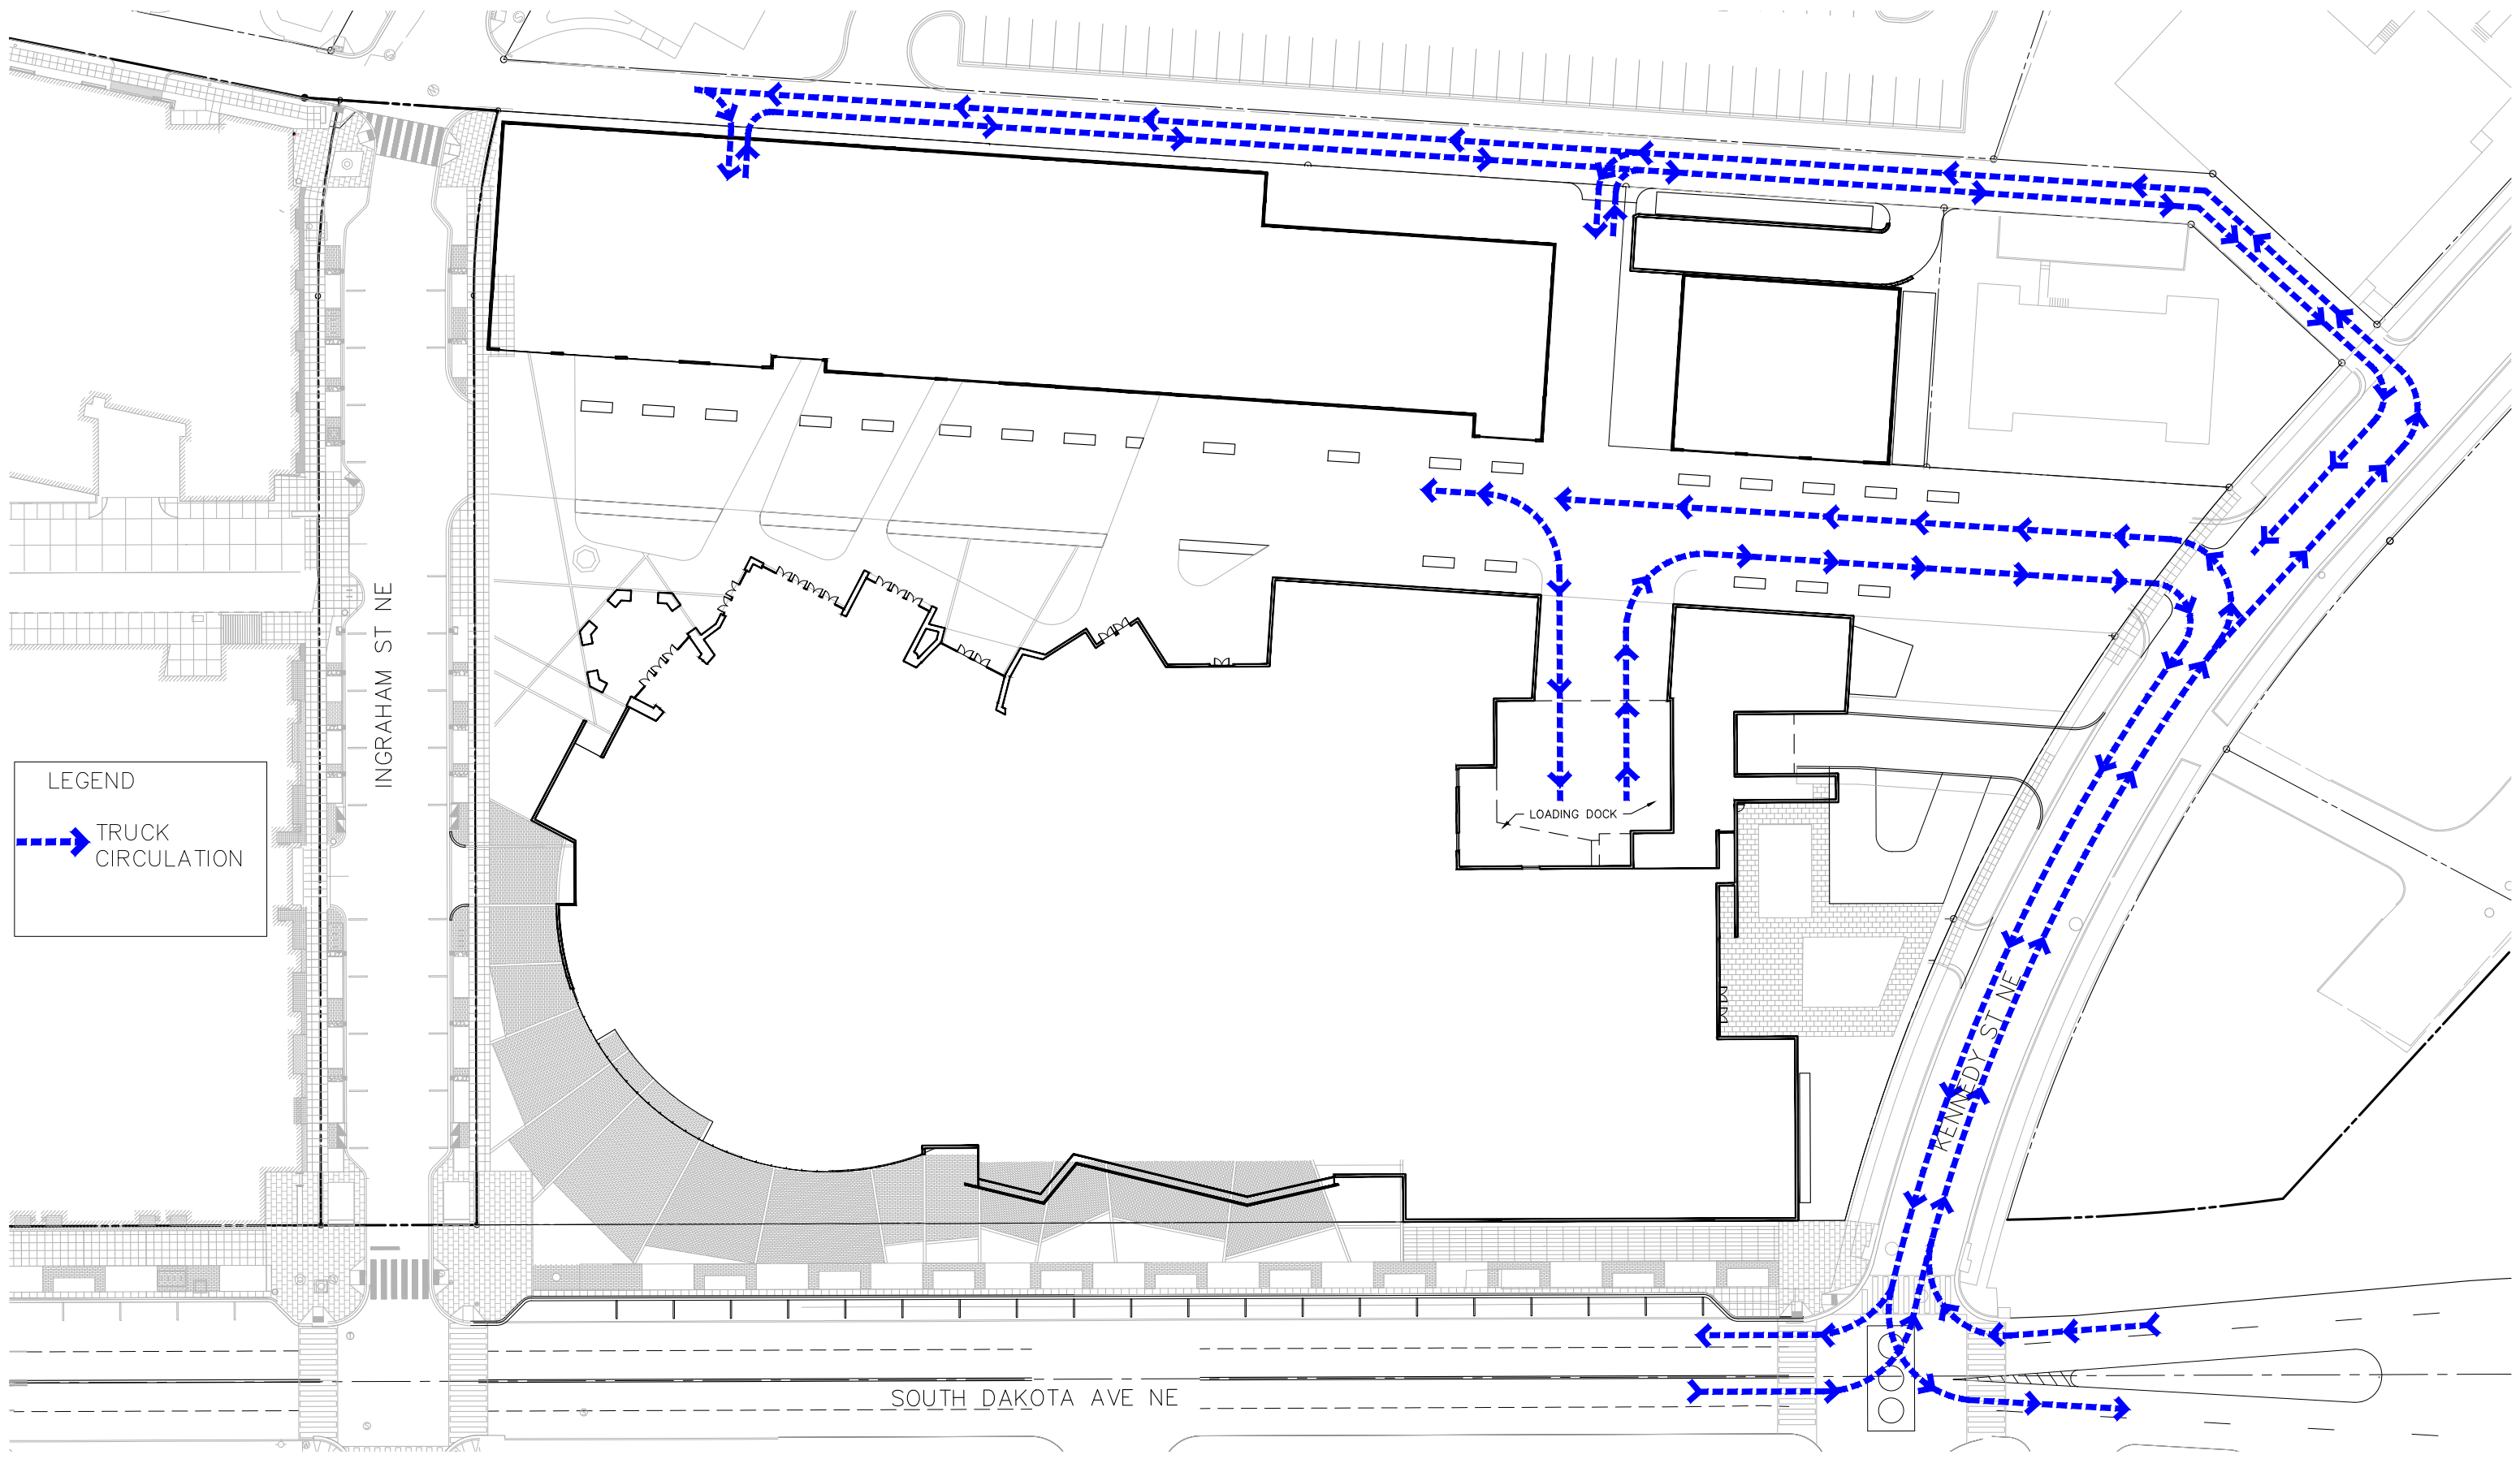 INGRAHAM ST NE
LEGEND
TRUCK
CIRCULATION
LOADING DOCK
KENNEDY ST NE
SOUTH DAKOTA AVE NE